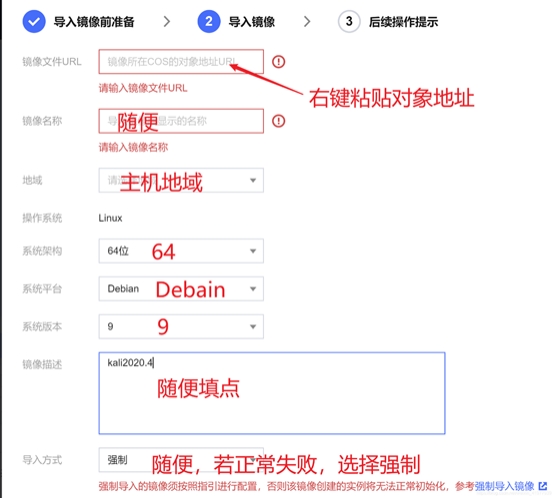 导入镜像前准备 > 2 导入镜像 > 3 后续操作提示
镜像文件URL 镜像所在COS的对象地址URL
请输入镜像文件URL
右键粘贴对象地址
镜像名称 随便 显示的名称
请输入镜像名称
地域 主机地域
操作系统 Linux
系统架构 64位 64
系统平台 Debian Debain
系统版本 9 9
镜像描述 kali2020.4
随便填点
导入方式 强制 随便，若正常失败，选择强制
强制导入的镜像须按照指引进行配置，否则该镜像创建的实例将无法正常初始化，参考强制导入镜像